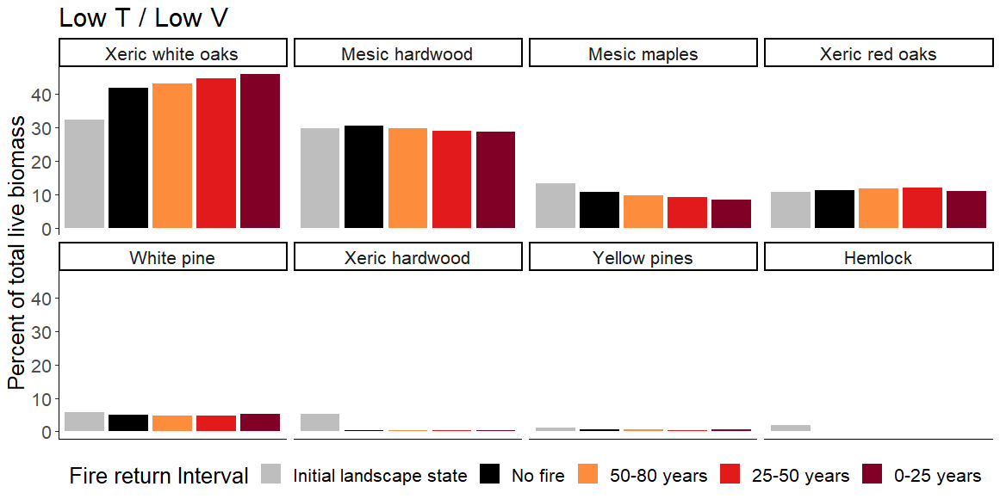 Low T / Low V
Xeric white oaks
Mesic hardwood
Mesic maples
Xeric red oaks
40
30
20
10
0
Percent of total live biomass
White pine
Xeric hardwood
Yellow pines
Hemlock
40
30
20
10
0
Fire return Interval
Initial landscape state
No fire
50-80 years
25-50 years
0-25 years